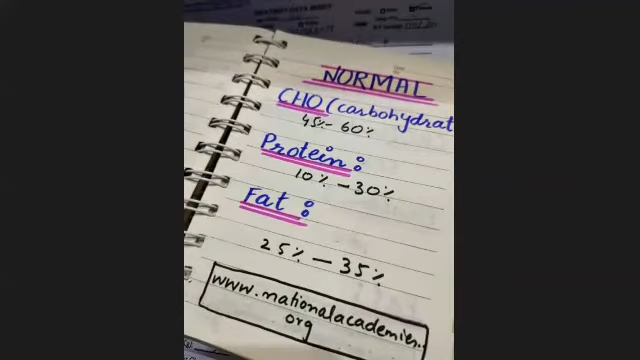 NORMAL
CHO (carbohydrat
45%- 60%
Protein:
10% - 30%
Fat:
25% - 35%
www.nationalacademies.
org